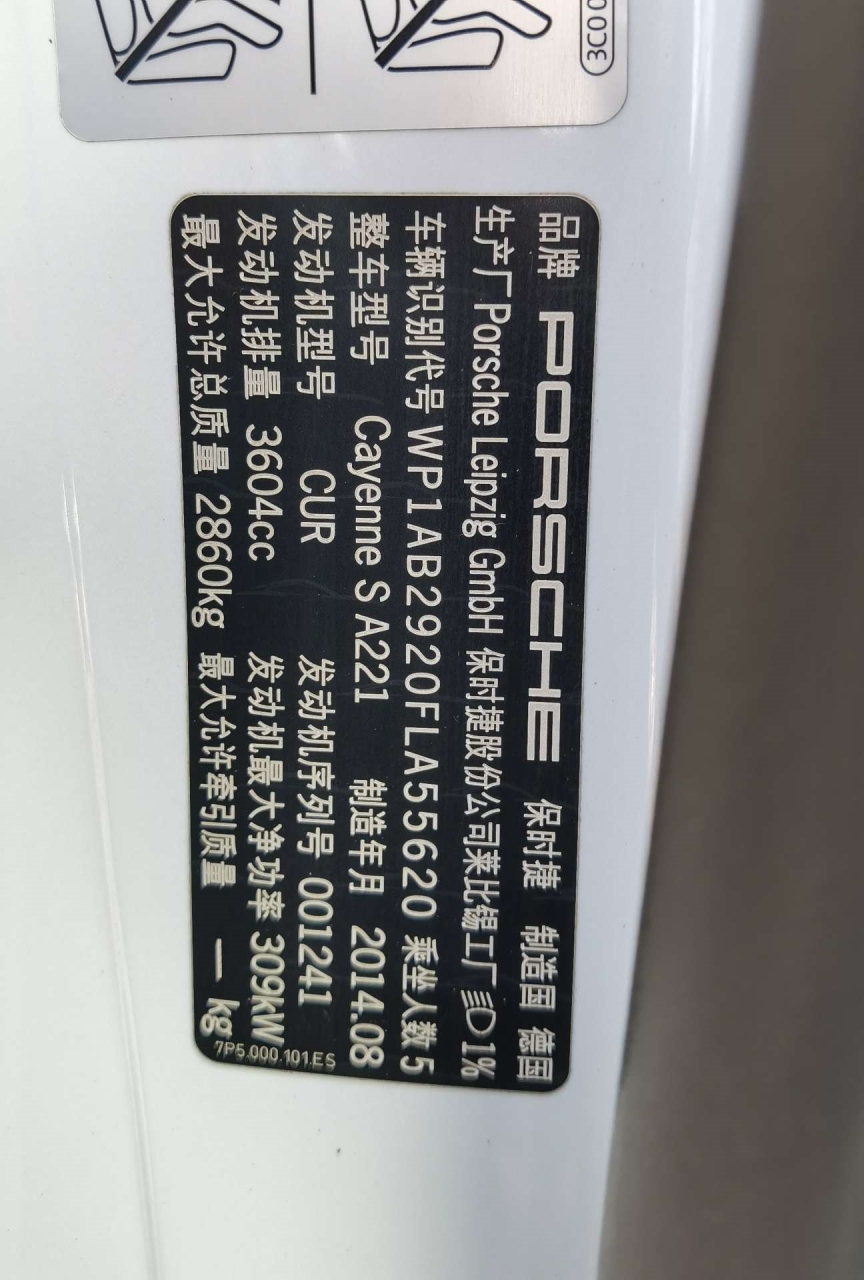 3C00
品牌 PORSCHE 保时捷 制造国 德国
生产厂 Porsche Leipzig GmbH 保时捷股份公司莱比锡工厂 1%
车辆识别代号 WP1AB2920FLA55620 乘坐人数 5
整车型号 Cayenne S A221 制造年月 2014.08
发动机型号 CUR 发动机序列号 001241
发动机排量 3604cc 发动机最大净功率 309kW
最大允许总质量 2860kg 最大允许牵引质量 — kg
7P5.000.101.ES